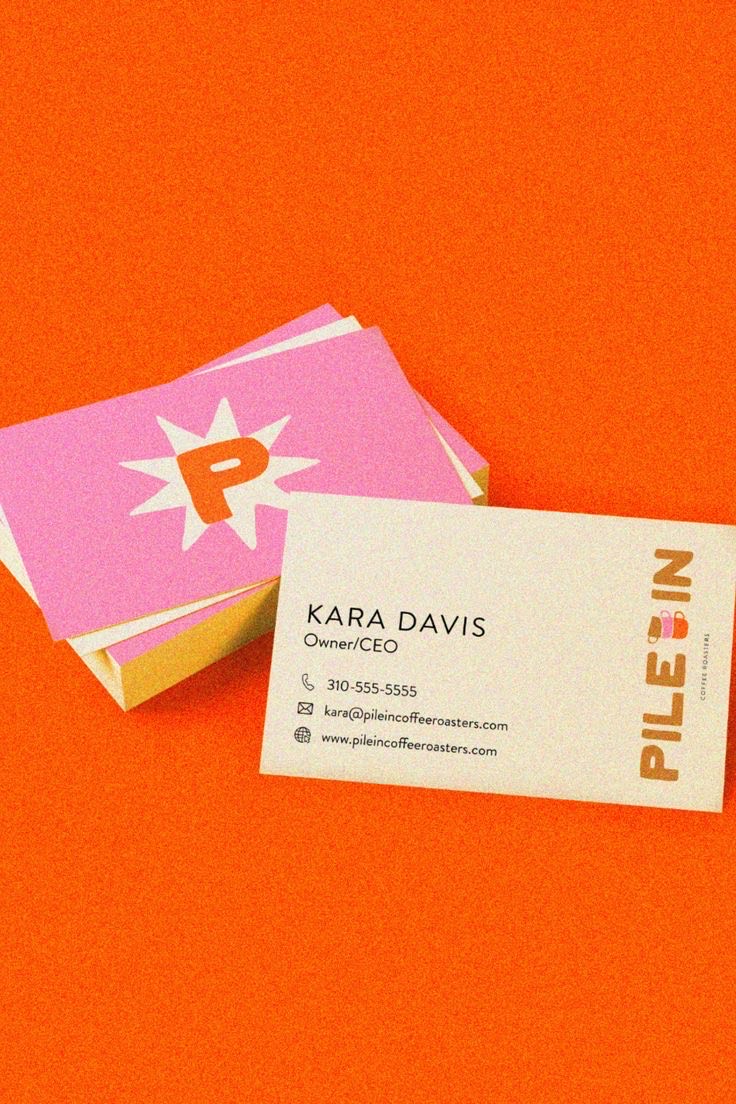 P
KARA DAVIS
Owner/CEO
310-555-5555
kara@pileincoffeeroasters.com
www.pileincoffeeroasters.com
PILE IN
COFFEE ROASTERS